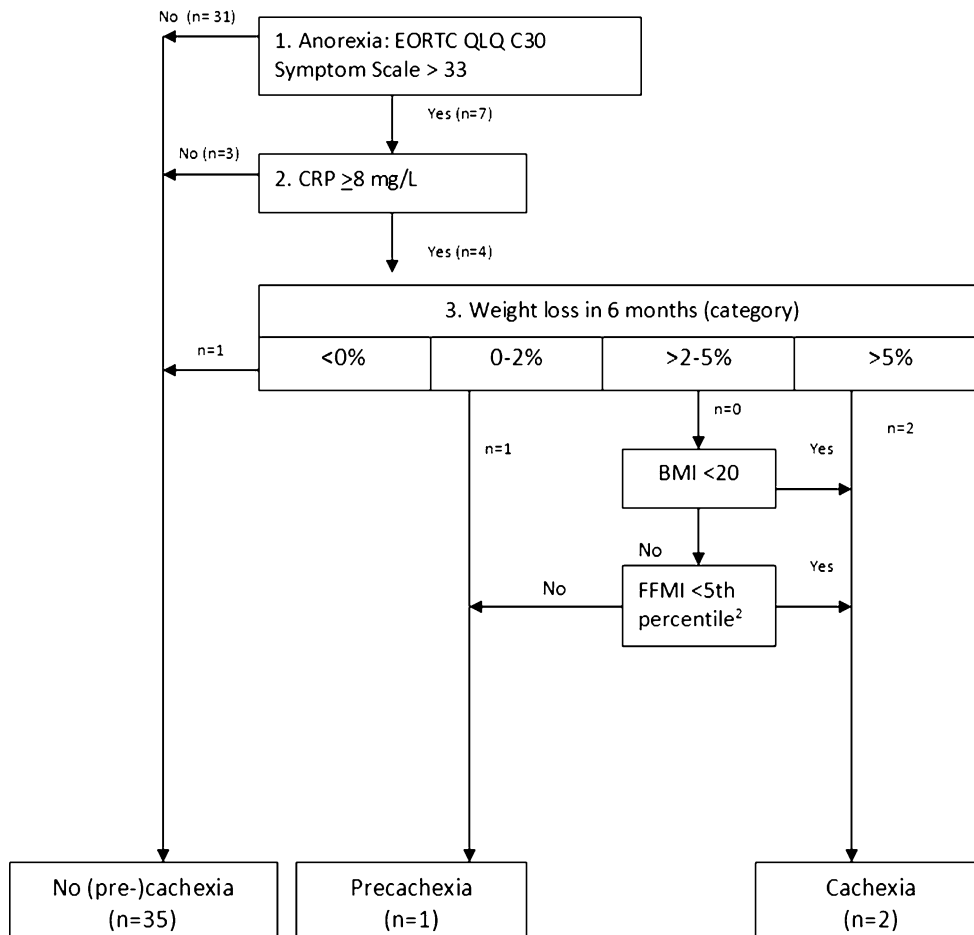 No (n= 31)
1. Anorexia: EORTC QLQ C30
Symptom Scale > 33
Yes (n=7)
No (n=3)
2. CRP ≥8 mg/L
Yes (n=4)
3. Weight loss in 6 months (category)
n=1
<0%
0-2%
>2-5%
>5%
n=0
n=2
n=1
Yes
BMI <20
No
Yes
No
FFMI <5th
percentile²
No (pre-)cachexia
(n=35)
Precachexia
(n=1)
Cachexia
(n=2)